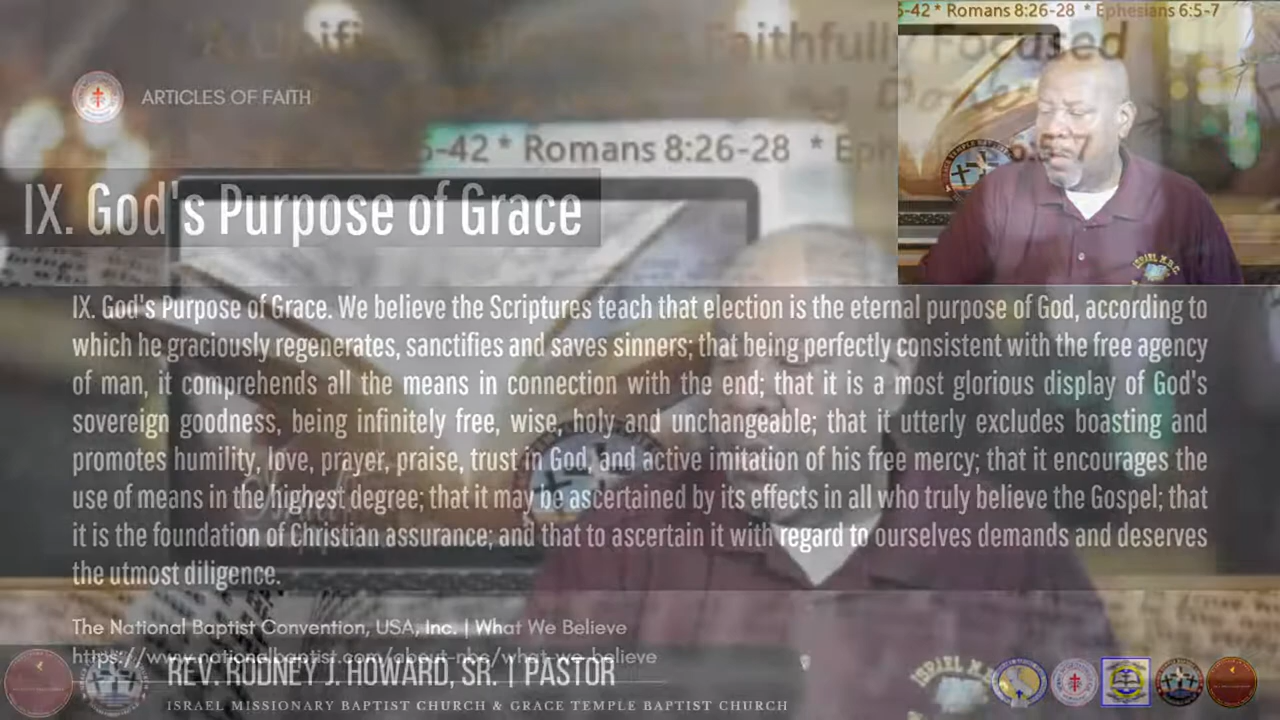 5-42 * Romans 8:26-28 * Ephesians 6:5-7
Faithfully Focused
ARTICLES OF FAITH
5-42 * Romans 8:26-28 * Eph 6:5-7
IX. God's Purpose of Grace
ISRAEL M.B.C.
IX. God's Purpose of Grace. We believe the Scriptures teach that election is the eternal purpose of God, according to
which he graciously regenerates, sanctifies and saves sinners; that being perfectly consistent with the free agency
of man, it comprehends all the means in connection with the end; that it is a most glorious display of God's
sovereign goodness, being infinitely free, wise, holy and unchangeable; that it utterly excludes boasting and
promotes humility, love, prayer, praise, trust in God, and active imitation of his free mercy; that it encourages the
use of means in the highest degree; that it may be ascertained by its effects in all who truly believe the Gospel; that
it is the foundation of Christian assurance; and that to ascertain it with regard to ourselves demands and deserves
the utmost diligence.
The National Baptist Convention, USA, Inc. | What We Believe
https://www.nationalbaptist.com/about-nbc/what-we-believe
REV. RODNEY J. HOWARD, SR. | PASTOR
ISRAEL MISSIONARY BAPTIST CHURCH & GRACE TEMPLE BAPTIST CHURCH
ISRAEL M.B.C.